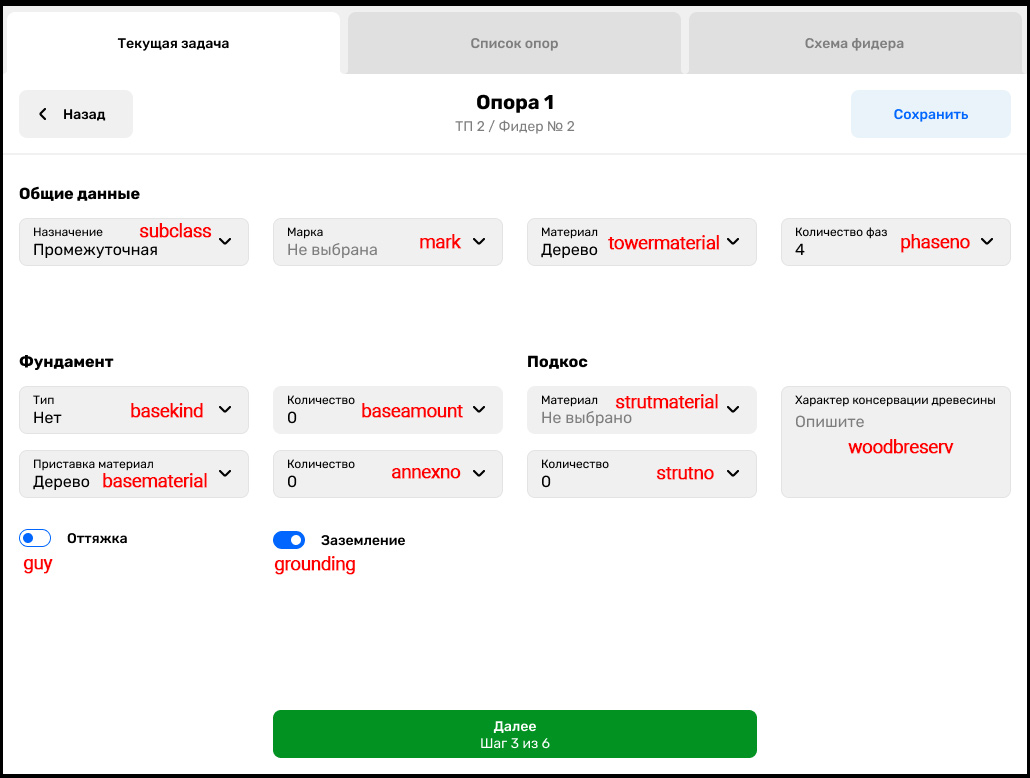 Текущая задача
Список опор
Схема фидера
Назад
Опора 1
ТП 2 / Фидер № 2
Сохранить
Общие данные
Назначение
subclass
Промежуточная
Марка
mark
Не выбрана
Материал
towermaterial
Дерево
Количество фаз
phaseno
4
Фундамент
Подкос
Тип
basekind
Нет
Количество
baseamount
0
Материал
strutmaterial
Не выбрано
Характер консервации древесины
Опишите
woodbreserv
Приставка материал
Дерево
basematerial
Количество
annexno
0
Количество
strutno
0
Оттяжка
guy
Заземление
grounding
Далее
Шаг 3 из 6